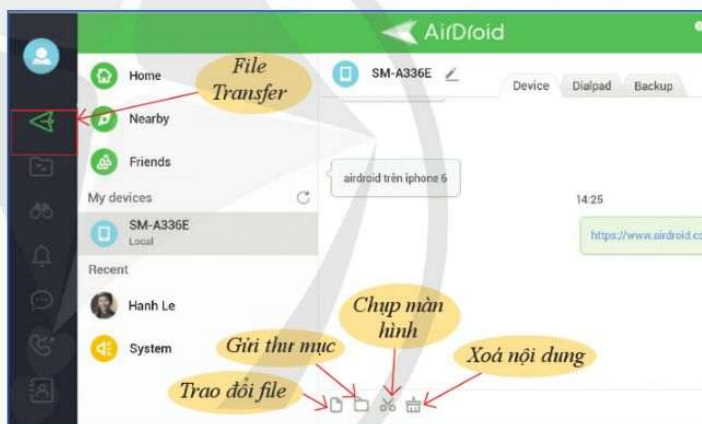 AirDroid
Home
File
Transfer
SM-A336E
Device
Dialpad
Backup
Nearby
Friends
airdroid trên iphone 6
My devices
14:25
SM-A336E
Local
https://www.airdroid.co
Recent
Hanh Le
Chụp màn
hình
System
Gửi thư mục
Xoá nội dung
Trao đổi file